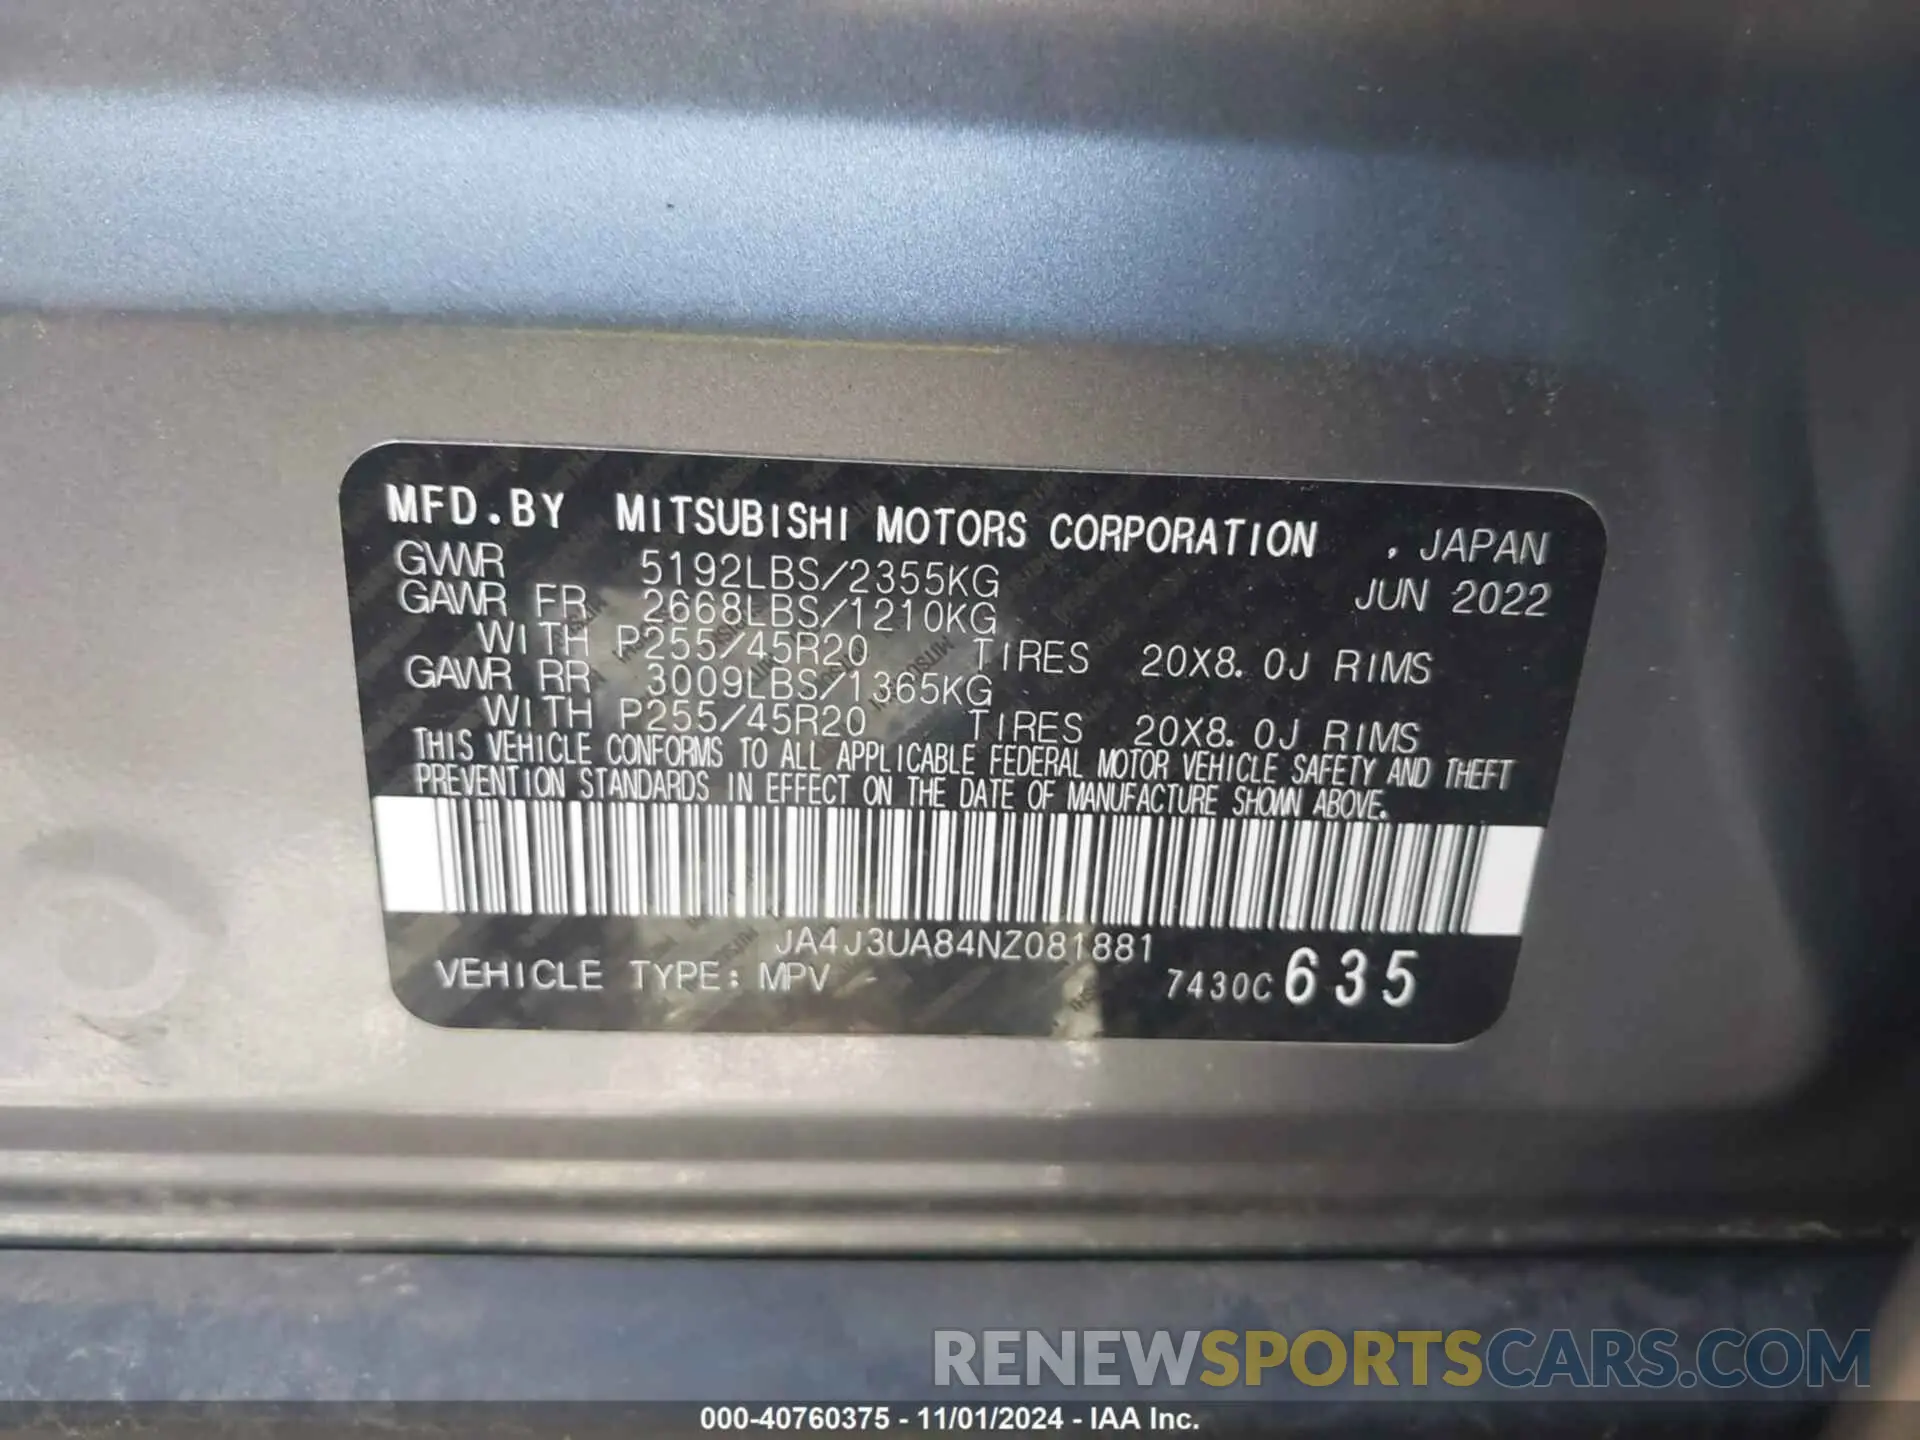 MFD.BY MITSUBISHI MOTORS CORPORATION , JAPAN
GVWR 5192LBS/2355KG JUN 2022
GAWR FR 2668LBS/1210KG
WITH P255/45R20 TIRES 20X8.0J RIMS
GAWR RR 3009LBS/1365KG
WITH P255/45R20 TIRES 20X8.0J RIMS
THIS VEHICLE CONFORMS TO ALL APPLICABLE FEDERAL MOTOR VEHICLE SAFETY AND THEFT
PREVENTION STANDARDS IN EFFECT ON THE DATE OF MANUFACTURE SHOWN ABOVE.
JA4J3UA84NZ081881
VEHICLE TYPE: MPV 7430C 635
RENEWSPORTSCARS.COM
000-40760375 - 11/01/2024 - IAA Inc.